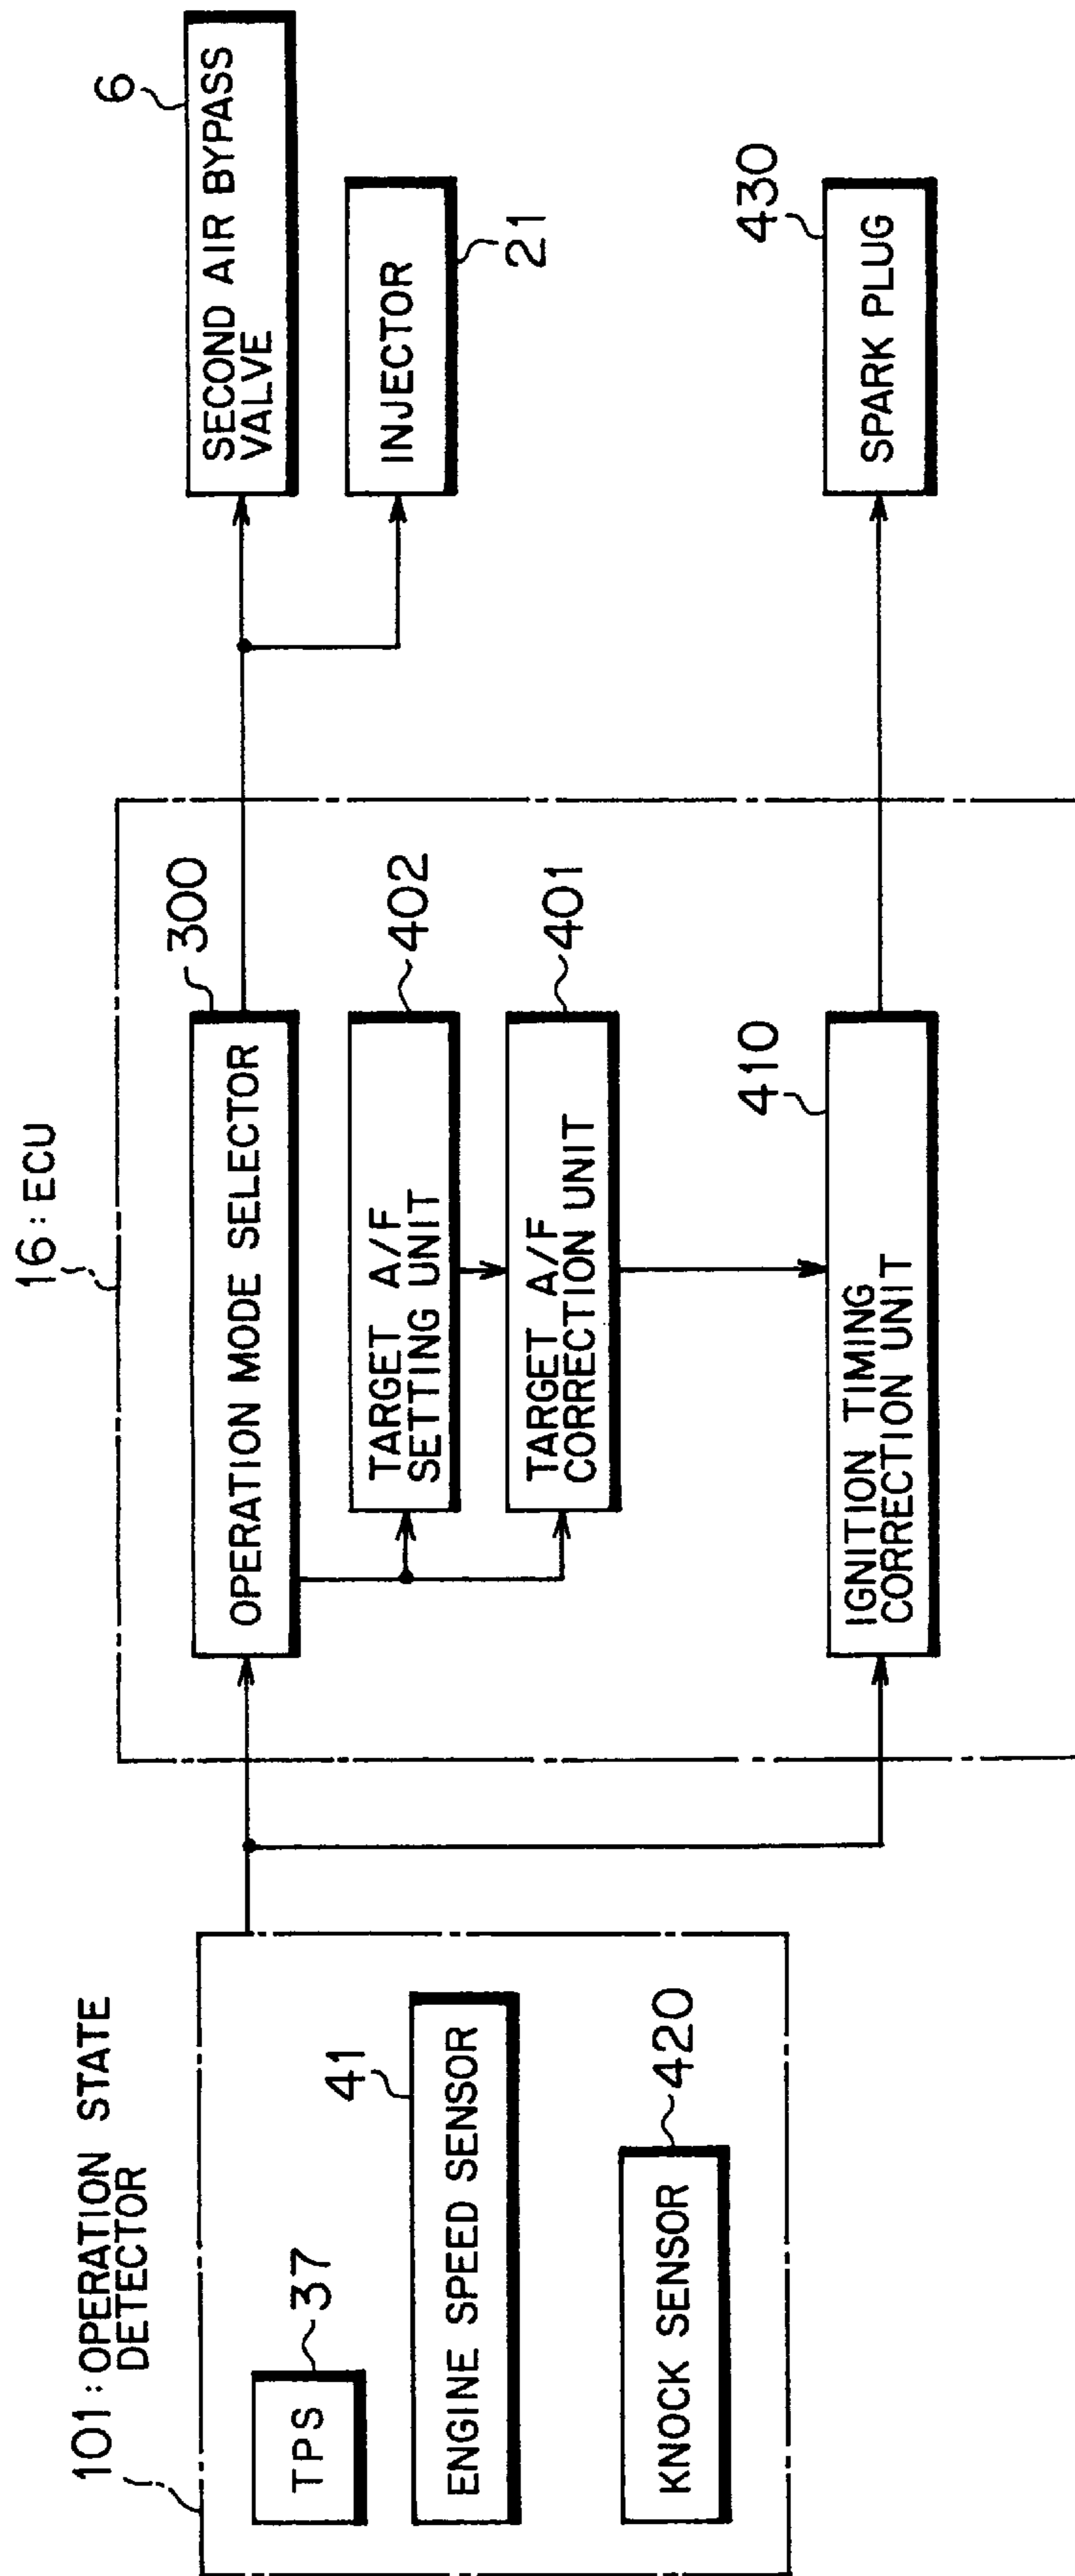 101: OPERATION STATE
DETECTOR
37
TPS
41
ENGINE SPEED SENSOR
420
KNOCK SENSOR
16: ECU
300
OPERATION MODE SELECTOR
402
TARGET A/F
SETTING UNIT
401
TARGET A/F
CORRECTION UNIT
410
IGNITION TIMING
CORRECTION UNIT
6
SECOND AIR BYPASS
VALVE
INJECTOR
21
430
SPARK PLUG